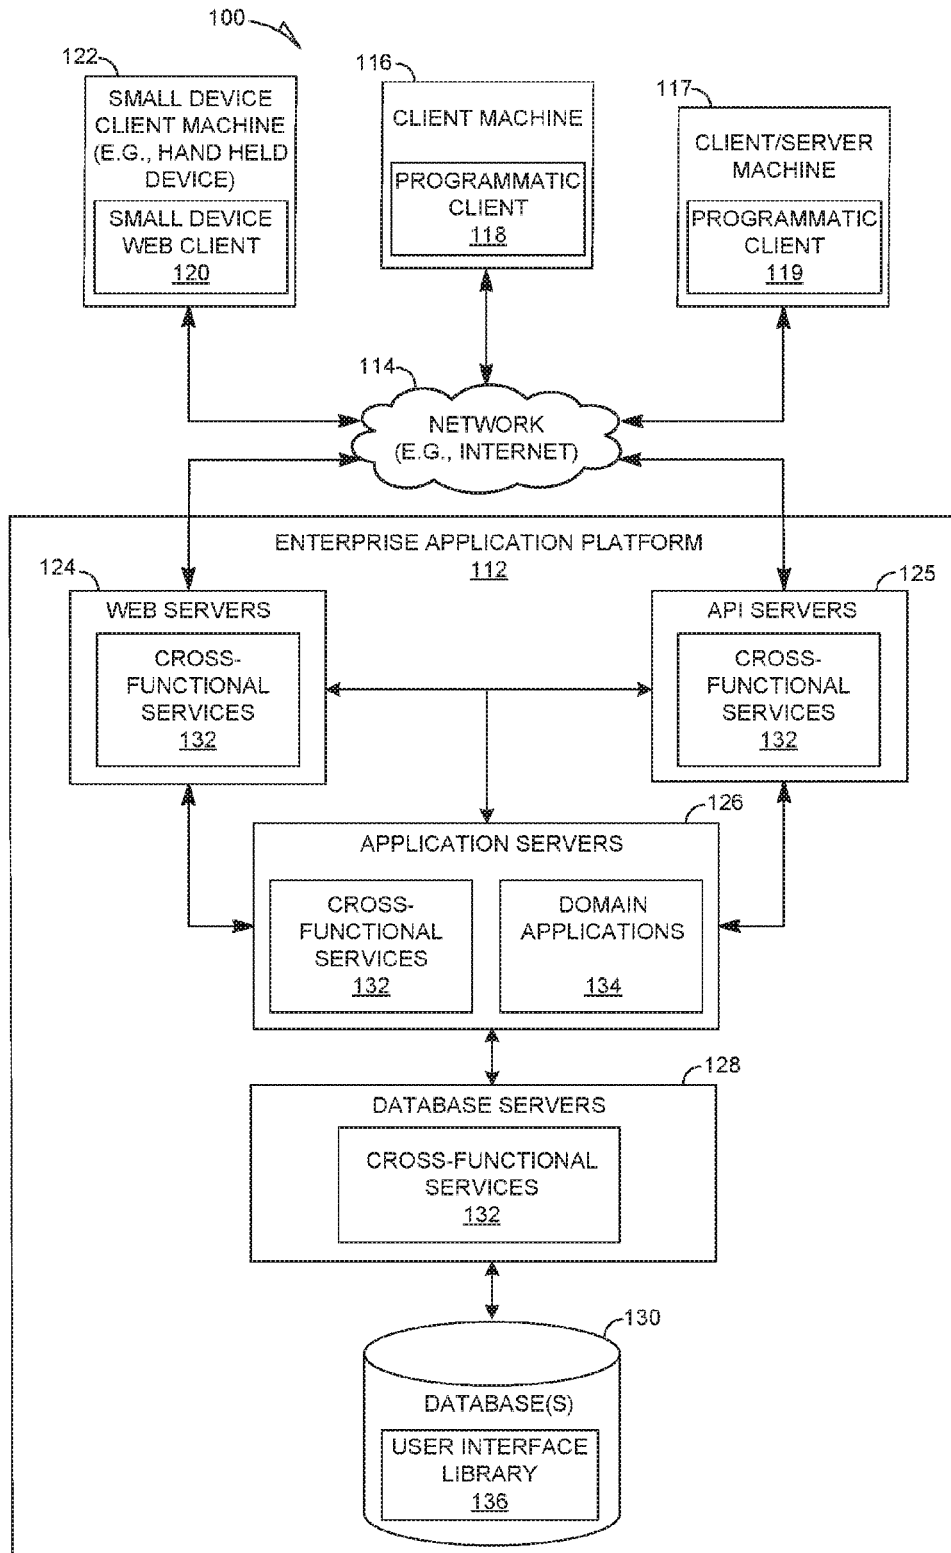 100
122
SMALL DEVICE
CLIENT MACHINE
(E.G., HAND HELD
DEVICE)
SMALL DEVICE
WEB CLIENT
120
116
CLIENT MACHINE
PROGRAMMATIC
CLIENT
118
117
CLIENT/SERVER
MACHINE
PROGRAMMATIC
CLIENT
119
114
NETWORK
(E.G., INTERNET)
ENTERPRISE APPLICATION PLATFORM
112
124
WEB SERVERS
CROSS-
FUNCTIONAL
SERVICES
132
125
API SERVERS
CROSS-
FUNCTIONAL
SERVICES
132
126
APPLICATION SERVERS
CROSS-
FUNCTIONAL
SERVICES
132
DOMAIN
APPLICATIONS
134
128
DATABASE SERVERS
CROSS-FUNCTIONAL
SERVICES
132
130
DATABASE(S)
USER INTERFACE
LIBRARY
136